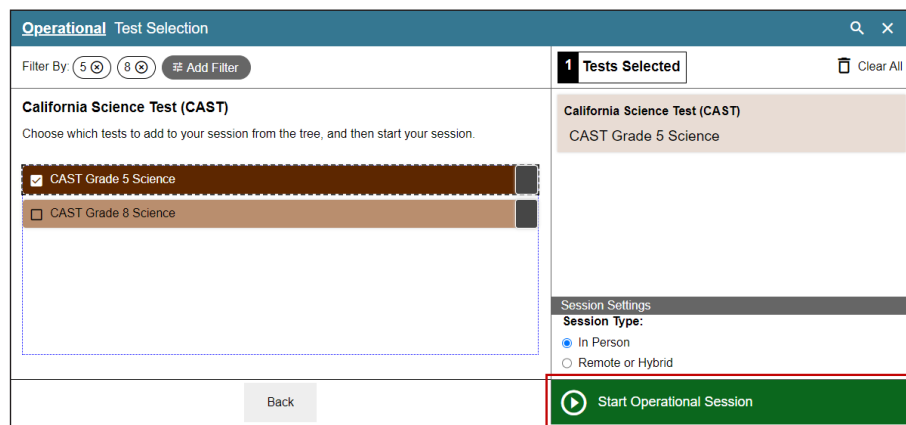 Operational Test Selection
Filter By: 5 8 Add Filter
1 Tests Selected
Clear All
California Science Test (CAST)
Choose which tests to add to your session from the tree, and then start your session.
CAST Grade 5 Science
CAST Grade 8 Science
Back
California Science Test (CAST)
CAST Grade 5 Science
Session Settings
Session Type:
In Person
Remote or Hybrid
Start Operational Session